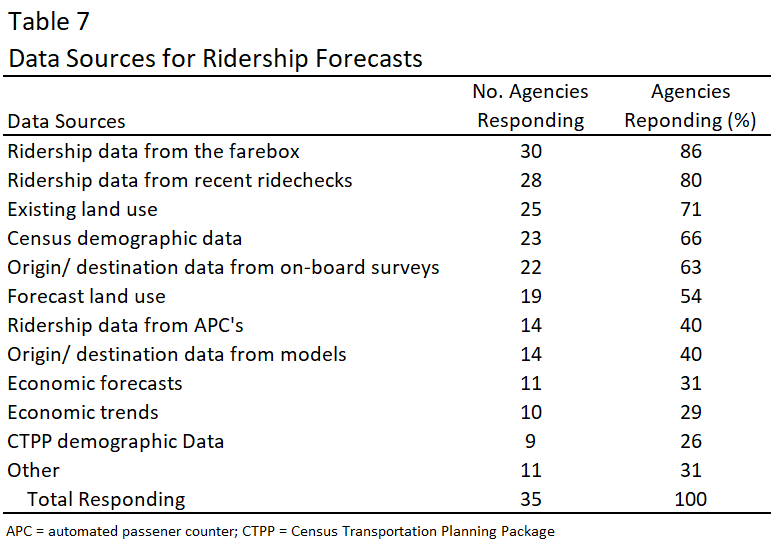 Table 7
Data Sources for Ridership Forecasts
No. Agencies Agencies
Data Sources Responding Reponding (%)
Ridership data from the farebox 30 86
Ridership data from recent ridechecks 28 80
Existing land use 25 71
Census demographic data 23 66
Origin/ destination data from on-board surveys 22 63
Forecast land use 19 54
Ridership data from APC's 14 40
Origin/ destination data from models 14 40
Economic forecasts 11 31
Economic trends 10 29
CTPP demographic Data 9 26
Other 11 31
Total Responding 35 100
APC = automated passener counter; CTPP = Census Transportation Planning Package